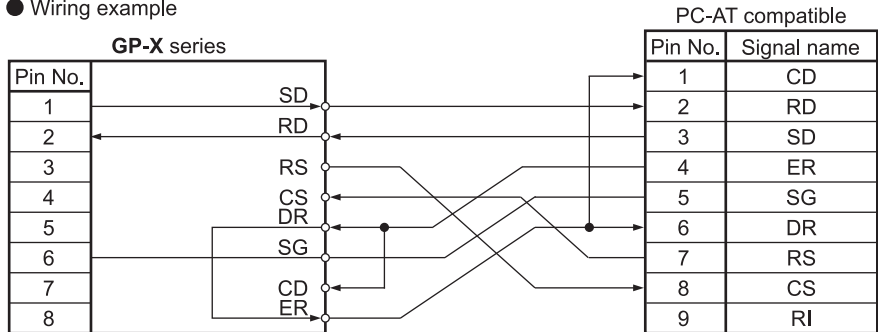 ● Wiring example
PC-AT compatible
GP-X series
Pin No. Signal name
Pin No.
1 CD
1 SD
2 RD
2 RD
3 SD
3 RS
4 ER
4 CS
5 SG
5 DR
6 DR
6 SG
7 RS
7 CD
8 CS
8 ER
9 RI